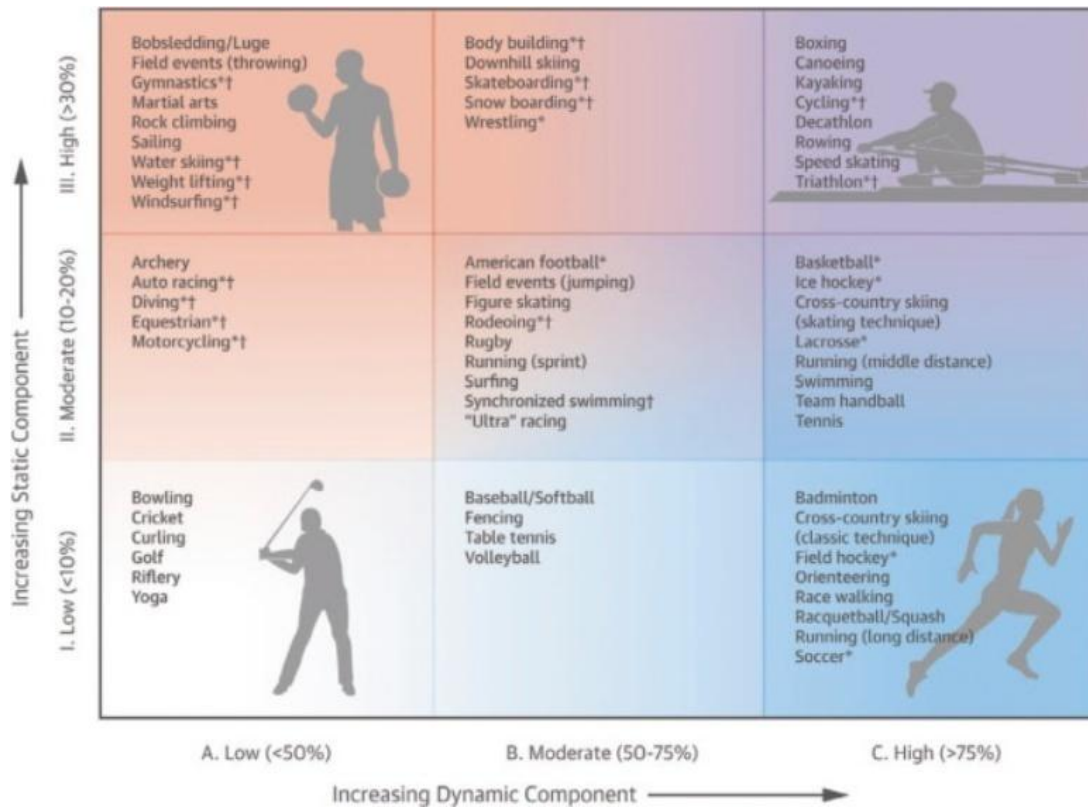 Increasing Static Component
III. High (>30%)
Bobsledding/Luge
Field events (throwing)
Gymnastics*†
Martial arts
Rock climbing
Sailing
Water skiing*†
Weight lifting*†
Windsurfing*†
Body building*†
Downhill skiing
Skateboarding*†
Snow boarding*†
Wrestling*
Boxing
Canoeing
Kayaking
Cycling*†
Decathlon
Rowing
Speed skating
Triathlon*†
II. Moderate (10-20%)
Archery
Auto racing*†
Diving*†
Equestrian*†
Motorcycling*†
American football*
Field events (jumping)
Figure skating
Rodeoing*†
Rugby
Running (sprint)
Surfing
Synchronized swimming†
"Ultra" racing
Basketball*
Ice hockey*
Cross-country skiing
(skating technique)
Lacrosse*
Running (middle distance)
Swimming
Team handball
Tennis
I. Low (<10%)
Bowling
Cricket
Curling
Golf
Riflery
Yoga
Baseball/Softball
Fencing
Table tennis
Volleyball
Badminton
Cross-country skiing
(classic technique)
Field hockey*
Orienteering
Race walking
Racquetball/Squash
Running (long distance)
Soccer*
A. Low (<50%)
B. Moderate (50-75%)
C. High (>75%)
Increasing Dynamic Component